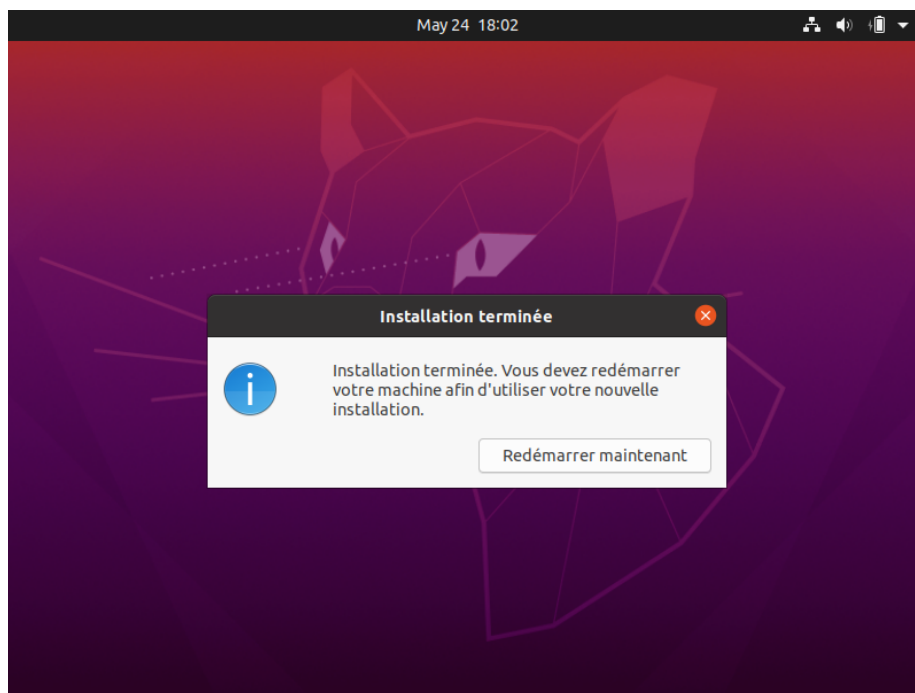 May 24 18:02
Installation terminée
Installation terminée. Vous devez redémarrer
votre machine afin d'utiliser votre nouvelle
installation.
Redémarrer maintenant